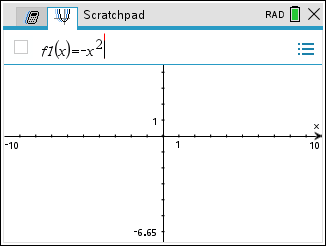 Scratchpad RAD
f1(x)=-x²
1
x
-10 1 10
-6.65